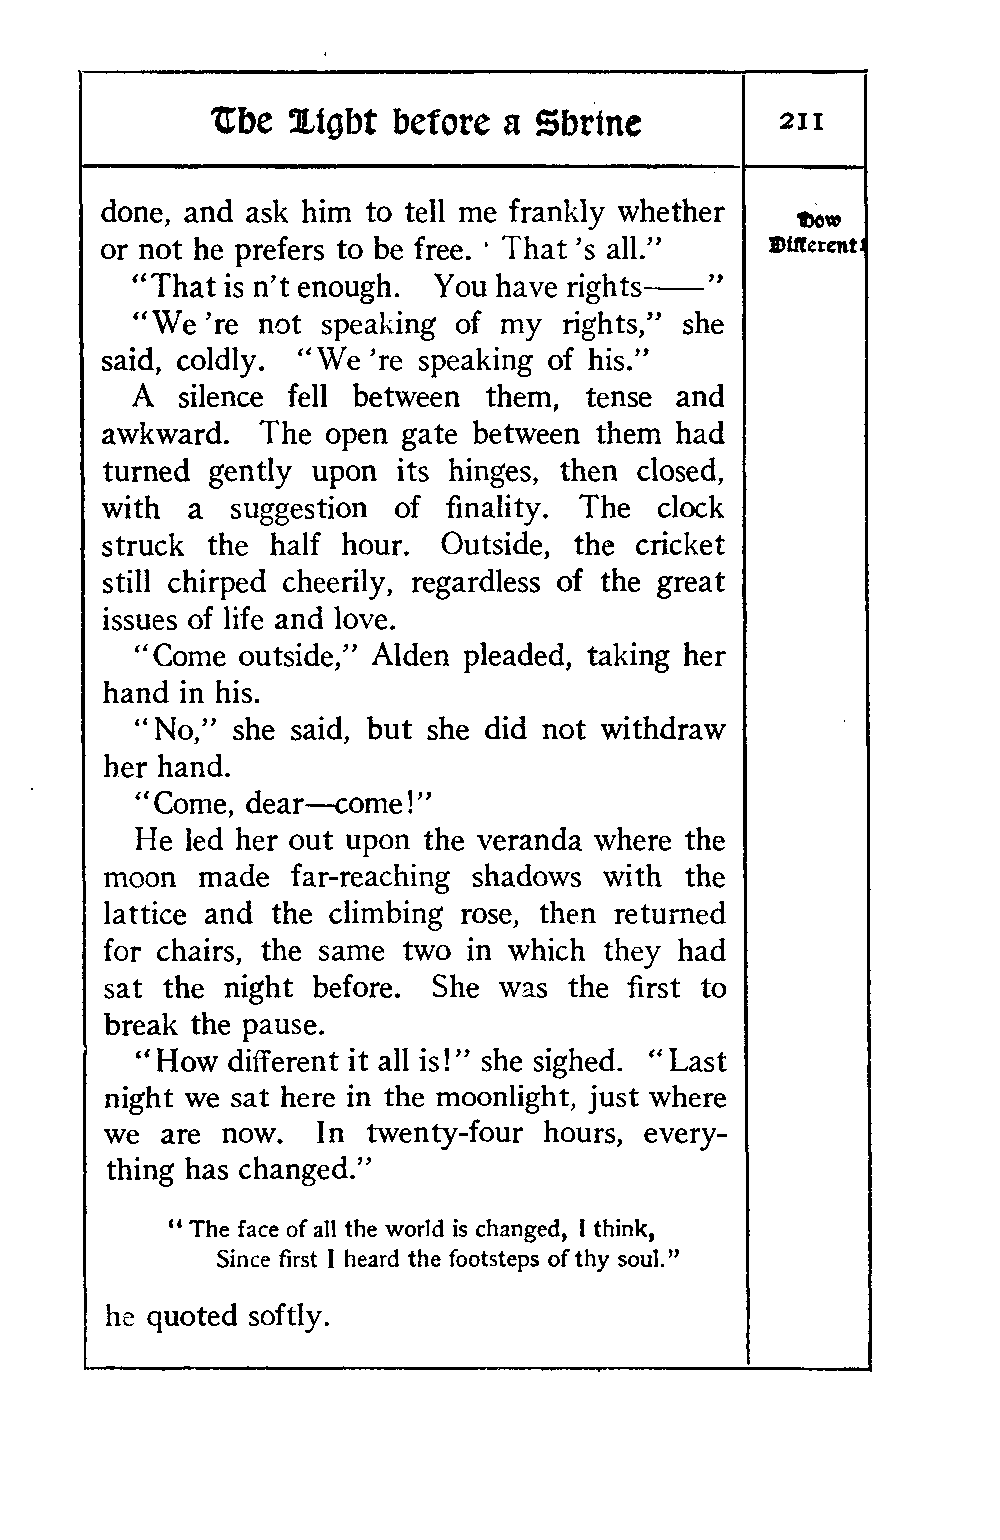 The Light before a Shrine
211
How
Different!
done, and ask him to tell me frankly whether
or not he prefers to be free. That 's all."
"That is n't enough. You have rights——"
"We 're not speaking of my rights," she
said, coldly. "We 're speaking of his."
A silence fell between them, tense and
awkward. The open gate between them had
turned gently upon its hinges, then closed,
with a suggestion of finality. The clock
struck the half hour. Outside, the cricket
still chirped cheerily, regardless of the great
issues of life and love.
"Come outside," Alden pleaded, taking her
hand in his.
"No," she said, but she did not withdraw
her hand.
"Come, dear—come!"
He led her out upon the veranda where the
moon made far-reaching shadows with the
lattice and the climbing rose, then returned
for chairs, the same two in which they had
sat the night before. She was the first to
break the pause.
"How different it all is!" she sighed. "Last
night we sat here in the moonlight, just where
we are now. In twenty-four hours, every-
thing has changed."
"The face of all the world is changed, I think,
Since first I heard the footsteps of thy soul."
he quoted softly.